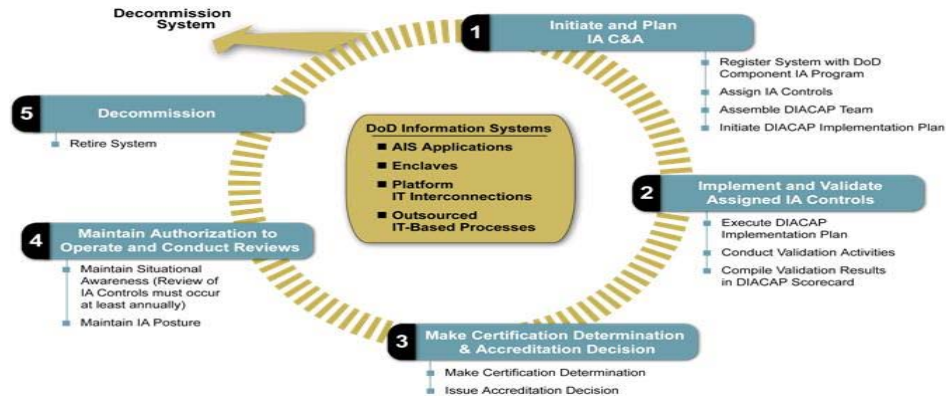 Decommission
System
1
Initiate and Plan
IA C&A
Register System with DoD
Component IA Program
Assign IA Controls
Assemble DIACAP Team
Initiate DIACAP Implementation Plan
5
Decommission
Retire System
DoD Information Systems
AIS Applications
Enclaves
Platform
IT Interconnections
Outsourced
IT-Based Processes
2
Implement and Validate
Assigned IA Controls
Execute DIACAP
Implementation Plan
Conduct Validation Activities
Compile Validation Results
in DIACAP Scorecard
4
Maintain Authorization to
Operate and Conduct Reviews
Maintain Situational
Awareness (Review of
IA Controls must occur
at least annually)
Maintain IA Posture
3
Make Certification Determination
& Accreditation Decision
Make Certification Determination
Issue Accreditation Decision